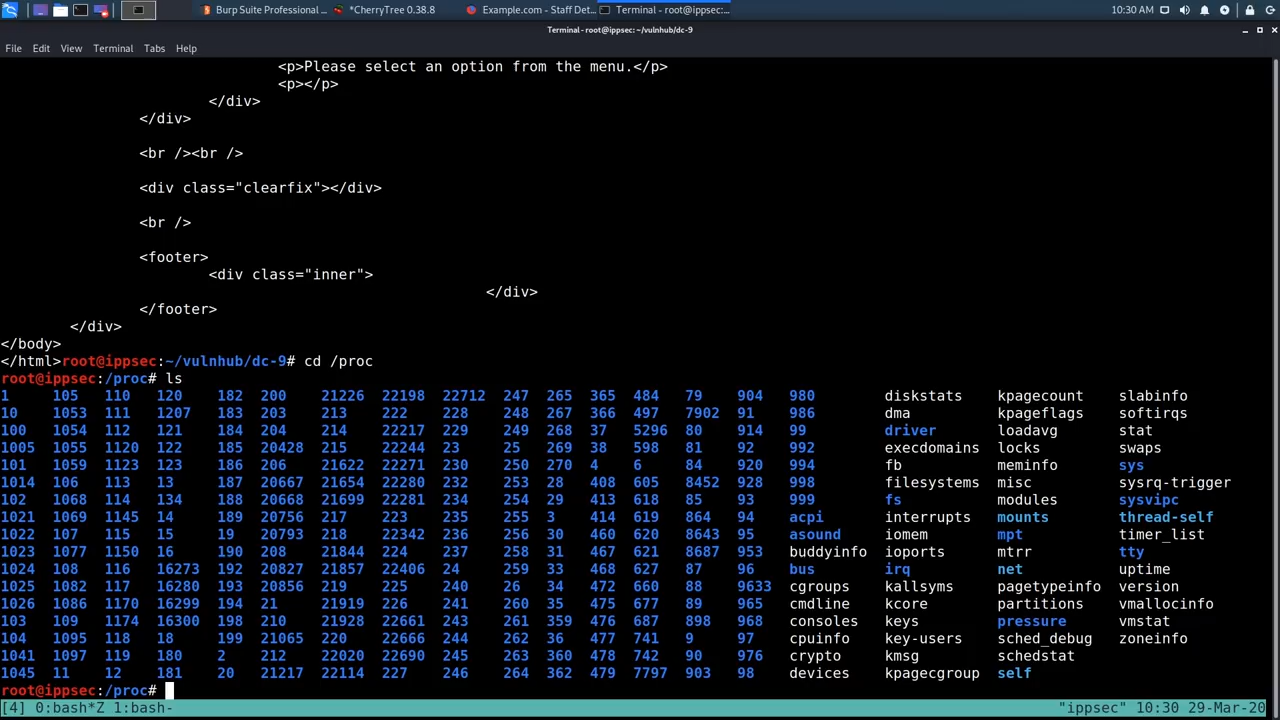 Burp Suite Professional ... *CherryTree 0.38.8 Example.com - Staff Det... Terminal - root@ippsec:... 10:30 AM
Terminal - root@ippsec: ~/vulnhub/dc-9
File Edit View Terminal Tabs Help
<p>Please select an option from the menu.</p>
<p></p>
</div>
</div>
<br /><br />
<div class="clearfix"></div>
<br />
<footer>
<div class="inner">
</div>
</footer>
</div>
</body>
</html>root@ippsec:~/vulnhub/dc-9# cd /proc
root@ippsec:/proc# ls
1 105 110 120 182 200 21226 22198 22712 247 265 365 484 79 904 980 diskstats kpagecount slabinfo
10 1053 111 1207 183 203 213 222 228 248 267 366 497 7902 91 986 dma kpageflags softirqs
100 1054 112 121 184 204 214 22217 229 249 268 37 5296 80 914 99 driver loadavg stat
1005 1055 1120 122 185 20428 215 22244 23 25 269 38 598 81 92 992 execdomains locks swaps
101 1059 1123 123 186 206 21622 22271 230 250 270 4 6 84 920 994 fb meminfo sys
1014 106 113 13 187 20667 21654 22280 232 253 28 408 605 8452 928 998 filesystems misc sysrq-trigger
102 1068 114 134 188 20668 21699 22281 234 254 29 413 618 85 93 999 fs modules sysvipc
1021 1069 1145 14 189 20756 217 223 235 255 3 414 619 864 94 acpi interrupts mounts thread-self
1022 107 115 15 19 20793 218 22342 236 256 30 460 620 8643 95 asound iomem mpt timer_list
1023 1077 1150 16 190 208 21844 224 237 258 31 467 621 8687 953 buddyinfo ioports mtrr tty
1024 108 116 16273 192 20827 21857 22406 24 259 33 468 627 87 96 bus irq net uptime
1025 1082 117 16280 193 20856 219 225 240 26 34 472 660 88 9633 cgroups kallsyms pagetypeinfo version
1026 1086 1170 16299 194 21 21919 226 241 260 35 475 677 89 965 cmdline kcore partitions vmallocinfo
103 109 1174 16300 198 210 21928 22661 243 261 359 476 687 898 968 consoles keys pressure vmstat
104 1095 118 18 199 21065 220 22666 244 262 36 477 741 9 97 cpuinfo key-users sched_debug zoneinfo
1041 1097 119 180 2 212 22020 22690 245 263 360 478 742 90 976 crypto kmsg schedstat
1045 11 12 181 20 21217 22114 227 246 264 362 479 7797 903 98 devices kpagecgroup self
root@ippsec:/proc#
[4] 0:bash*Z 1:bash- "ippsec" 10:30 29-Mar-20